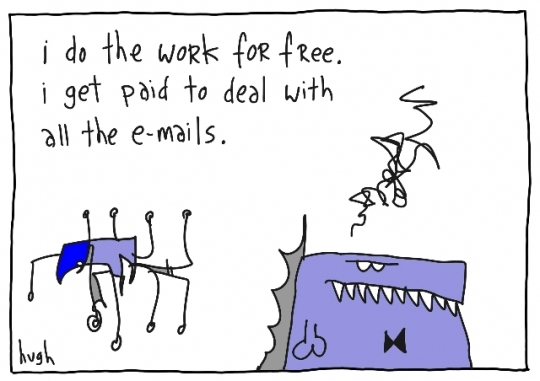 i do the work for free.
i get paid to deal with
all the e-mails.
hugh